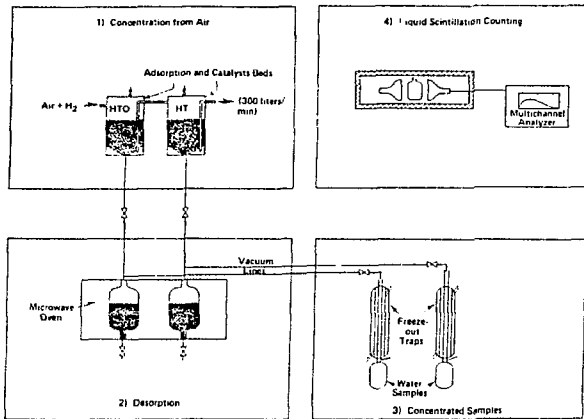 1) Concentration from Air
Adsorption and Catalysts Beds
Air + H2
HTO
HT
(300 liters/
min)
4) Liquid Scintillation Counting
Multichannel
Analyzer
Vacuum
Lines
Microwave
Oven
2) Desorption
Freeze-
out
Traps
Water
Samples
3) Concentrated Samples